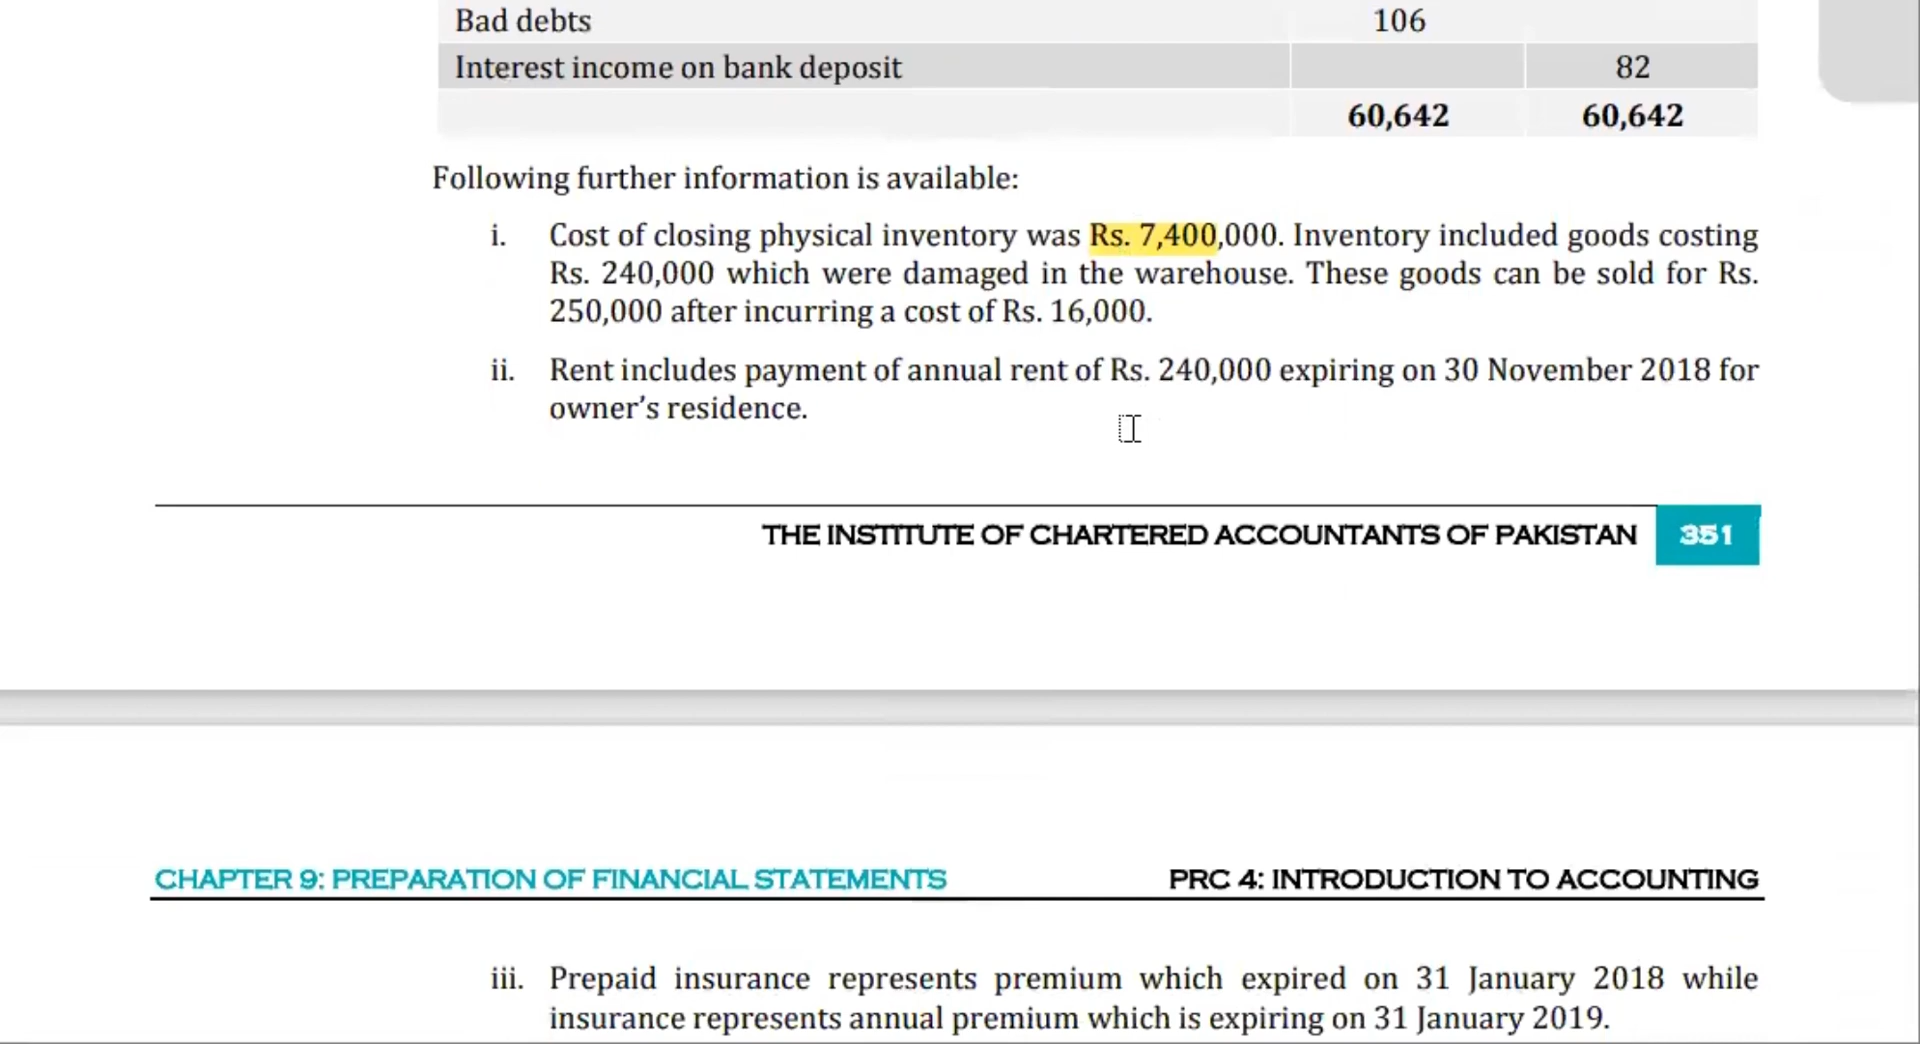 Bad debts 106
Interest income on bank deposit 82
60,642 60,642
Following further information is available:
i. Cost of closing physical inventory was Rs. 7,400,000. Inventory included goods costing
Rs. 240,000 which were damaged in the warehouse. These goods can be sold for Rs.
250,000 after incurring a cost of Rs. 16,000.
ii. Rent includes payment of annual rent of Rs. 240,000 expiring on 30 November 2018 for
owner’s residence.
THE INSTITUTE OF CHARTERED ACCOUNTANTS OF PAKISTAN 351
CHAPTER 9: PREPARATION OF FINANCIAL STATEMENTS PRC 4: INTRODUCTION TO ACCOUNTING
iii. Prepaid insurance represents premium which expired on 31 January 2018 while
insurance represents annual premium which is expiring on 31 January 2019.